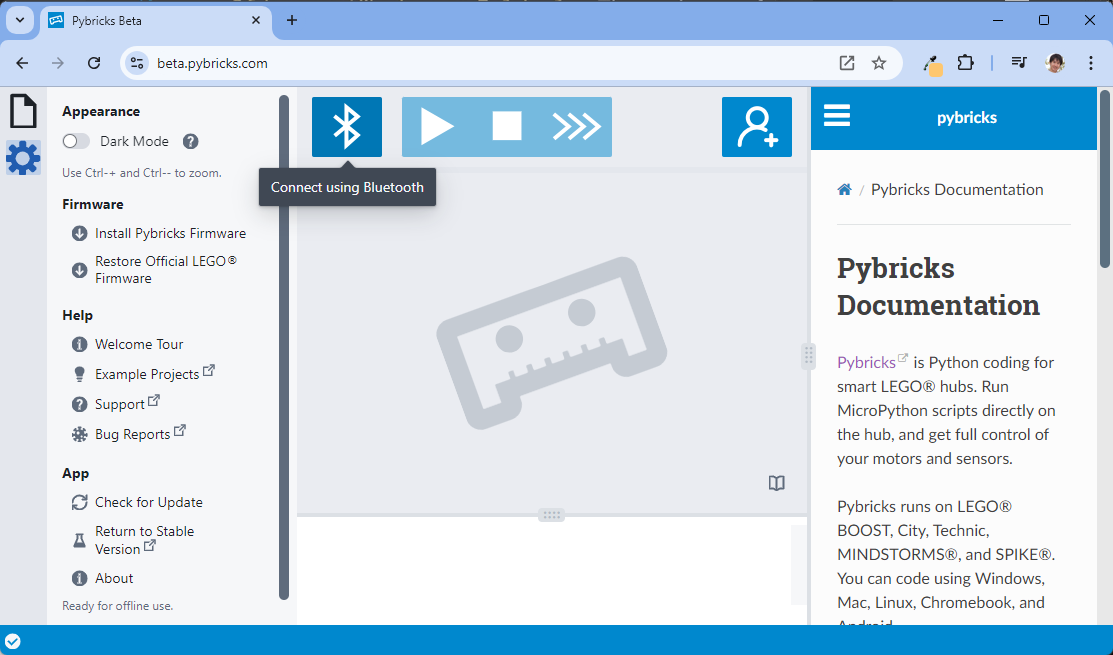 Pybricks Beta
beta.pybricks.com
Appearance
Dark Mode
Use Ctrl-+ and Ctrl-- to zoom.
Firmware
Install Pybricks Firmware
Restore Official LEGO®
Firmware
Help
Welcome Tour
Example Projects
Support
Bug Reports
App
Check for Update
Return to Stable
Version
About
Ready for offline use.
Connect using Bluetooth
pybricks
/ Pybricks Documentation
Pybricks
Documentation
Pybricks is Python coding for
smart LEGO® hubs. Run
MicroPython scripts directly on
the hub, and get full control of
your motors and sensors.
Pybricks runs on LEGO®
BOOST, City, Technic,
MINDSTORMS®, and SPIKE®.
You can code using Windows,
Mac, Linux, Chromebook, and
Android